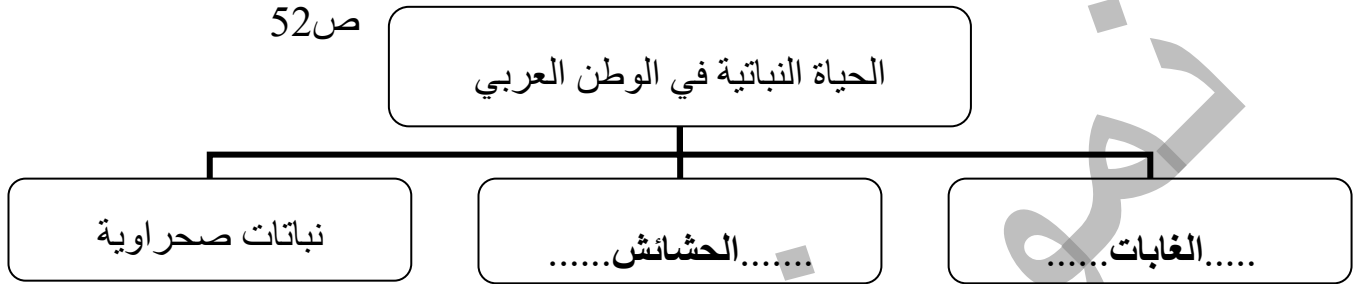 ص52
الحياة النباتية في الوطن العربي
.....الغابات......
.......الحشائش......
نباتات صحراوية